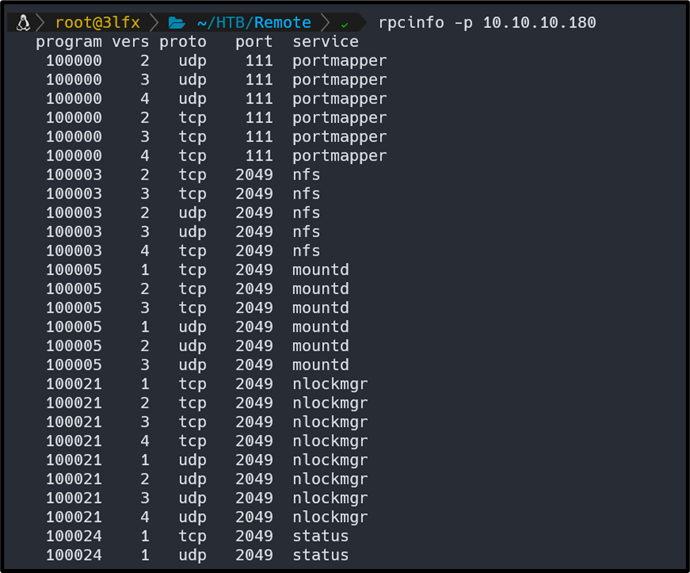 root@3lfx ~/HTB/Remote ✓ rpcinfo -p 10.10.10.180
program vers proto port service
100000 2 udp 111 portmapper
100000 3 udp 111 portmapper
100000 4 udp 111 portmapper
100000 2 tcp 111 portmapper
100000 3 tcp 111 portmapper
100000 4 tcp 111 portmapper
100003 2 tcp 2049 nfs
100003 3 tcp 2049 nfs
100003 2 udp 2049 nfs
100003 3 udp 2049 nfs
100003 4 tcp 2049 nfs
100005 1 tcp 2049 mountd
100005 2 tcp 2049 mountd
100005 3 tcp 2049 mountd
100005 1 udp 2049 mountd
100005 2 udp 2049 mountd
100005 3 udp 2049 mountd
100021 1 tcp 2049 nlockmgr
100021 2 tcp 2049 nlockmgr
100021 3 tcp 2049 nlockmgr
100021 4 tcp 2049 nlockmgr
100021 1 udp 2049 nlockmgr
100021 2 udp 2049 nlockmgr
100021 3 udp 2049 nlockmgr
100021 4 udp 2049 nlockmgr
100024 1 tcp 2049 status
100024 1 udp 2049 status